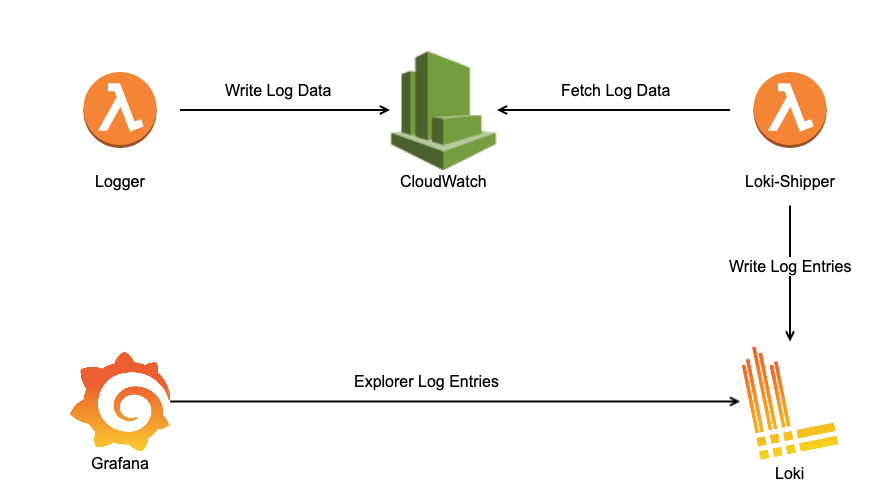 Write Log Data
Fetch Log Data
Logger
CloudWatch
Loki-Shipper
Write Log Entries
Explorer Log Entries
Grafana
Loki